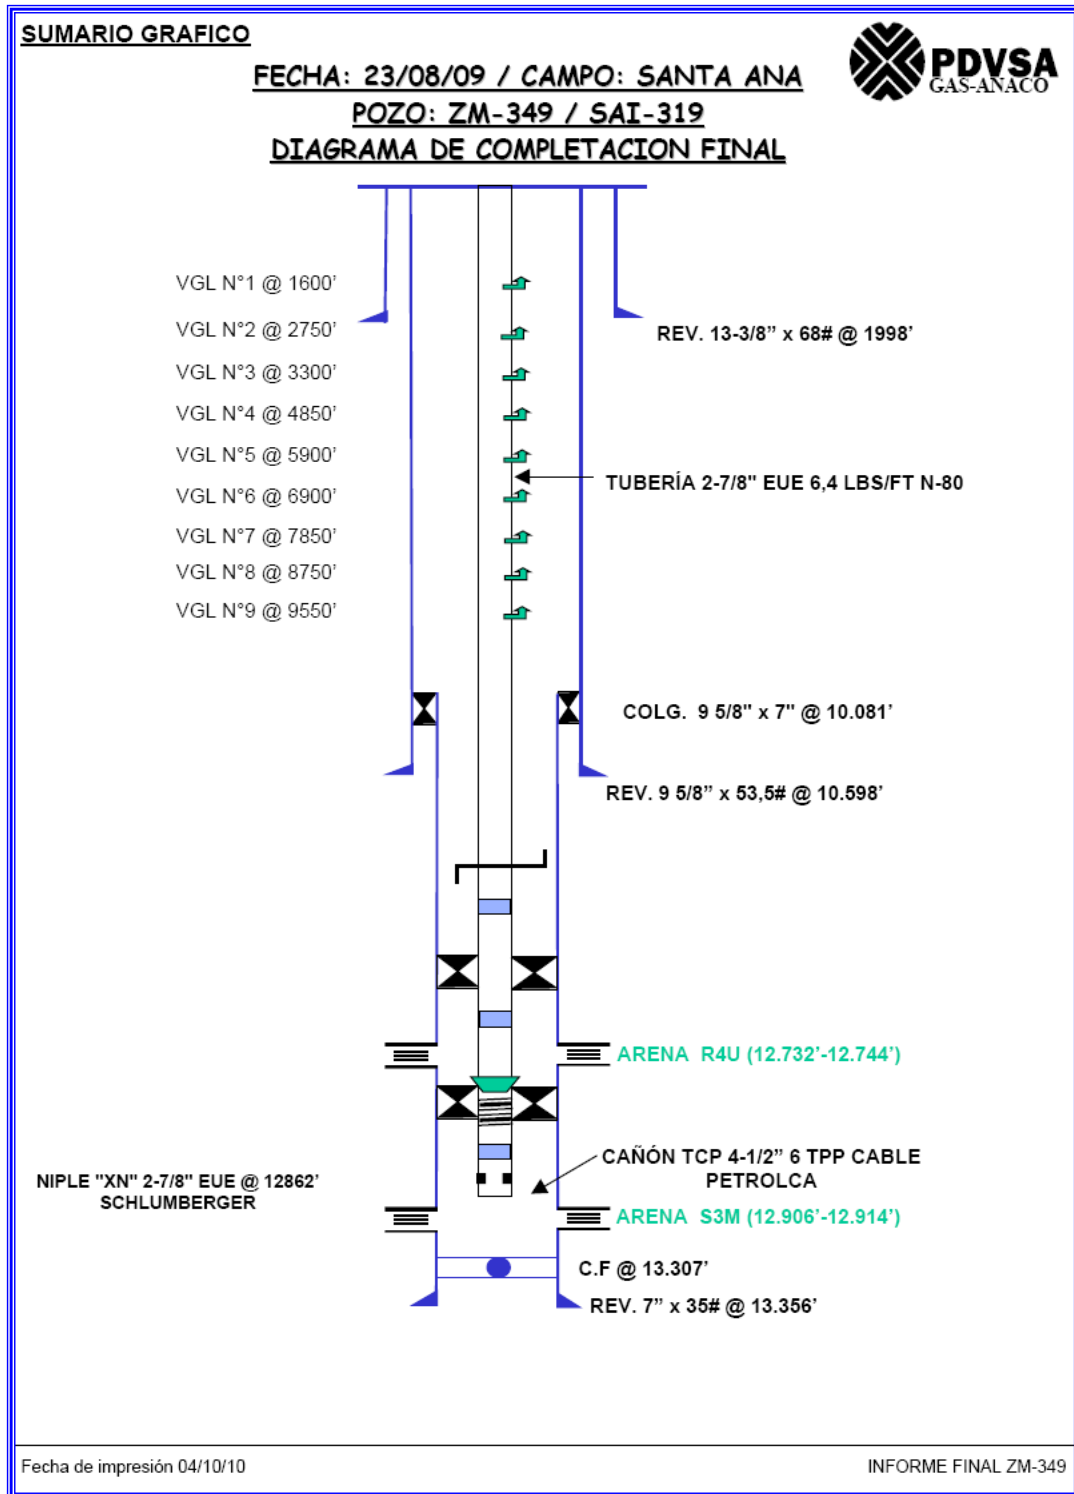 SUMARIO GRAFICO
PDVSA
GAS-ANACO
FECHA: 23/08/09 / CAMPO: SANTA ANA
POZO: ZM-349 / SAI-319
DIAGRAMA DE COMPLETACION FINAL
VGL N°1 @ 1600’
VGL N°2 @ 2750’
REV. 13-3/8” x 68# @ 1998’
VGL N°3 @ 3300’
VGL N°4 @ 4850’
VGL N°5 @ 5900’
TUBERÍA 2-7/8" EUE 6,4 LBS/FT N-80
VGL N°6 @ 6900’
VGL N°7 @ 7850’
VGL N°8 @ 8750’
VGL N°9 @ 9550’
COLG. 9 5/8" x 7" @ 10.081’
REV. 9 5/8” x 53,5# @ 10.598’
ARENA R4U (12.732’-12.744’)
CAÑÓN TCP 4-1/2” 6 TPP CABLE
PETROLCA
NIPLE "XN" 2-7/8" EUE @ 12862’
SCHLUMBERGER
ARENA S3M (12.906’-12.914’)
C.F @ 13.307’
REV. 7” x 35# @ 13.356’
Fecha de impresión 04/10/10
INFORME FINAL ZM-349